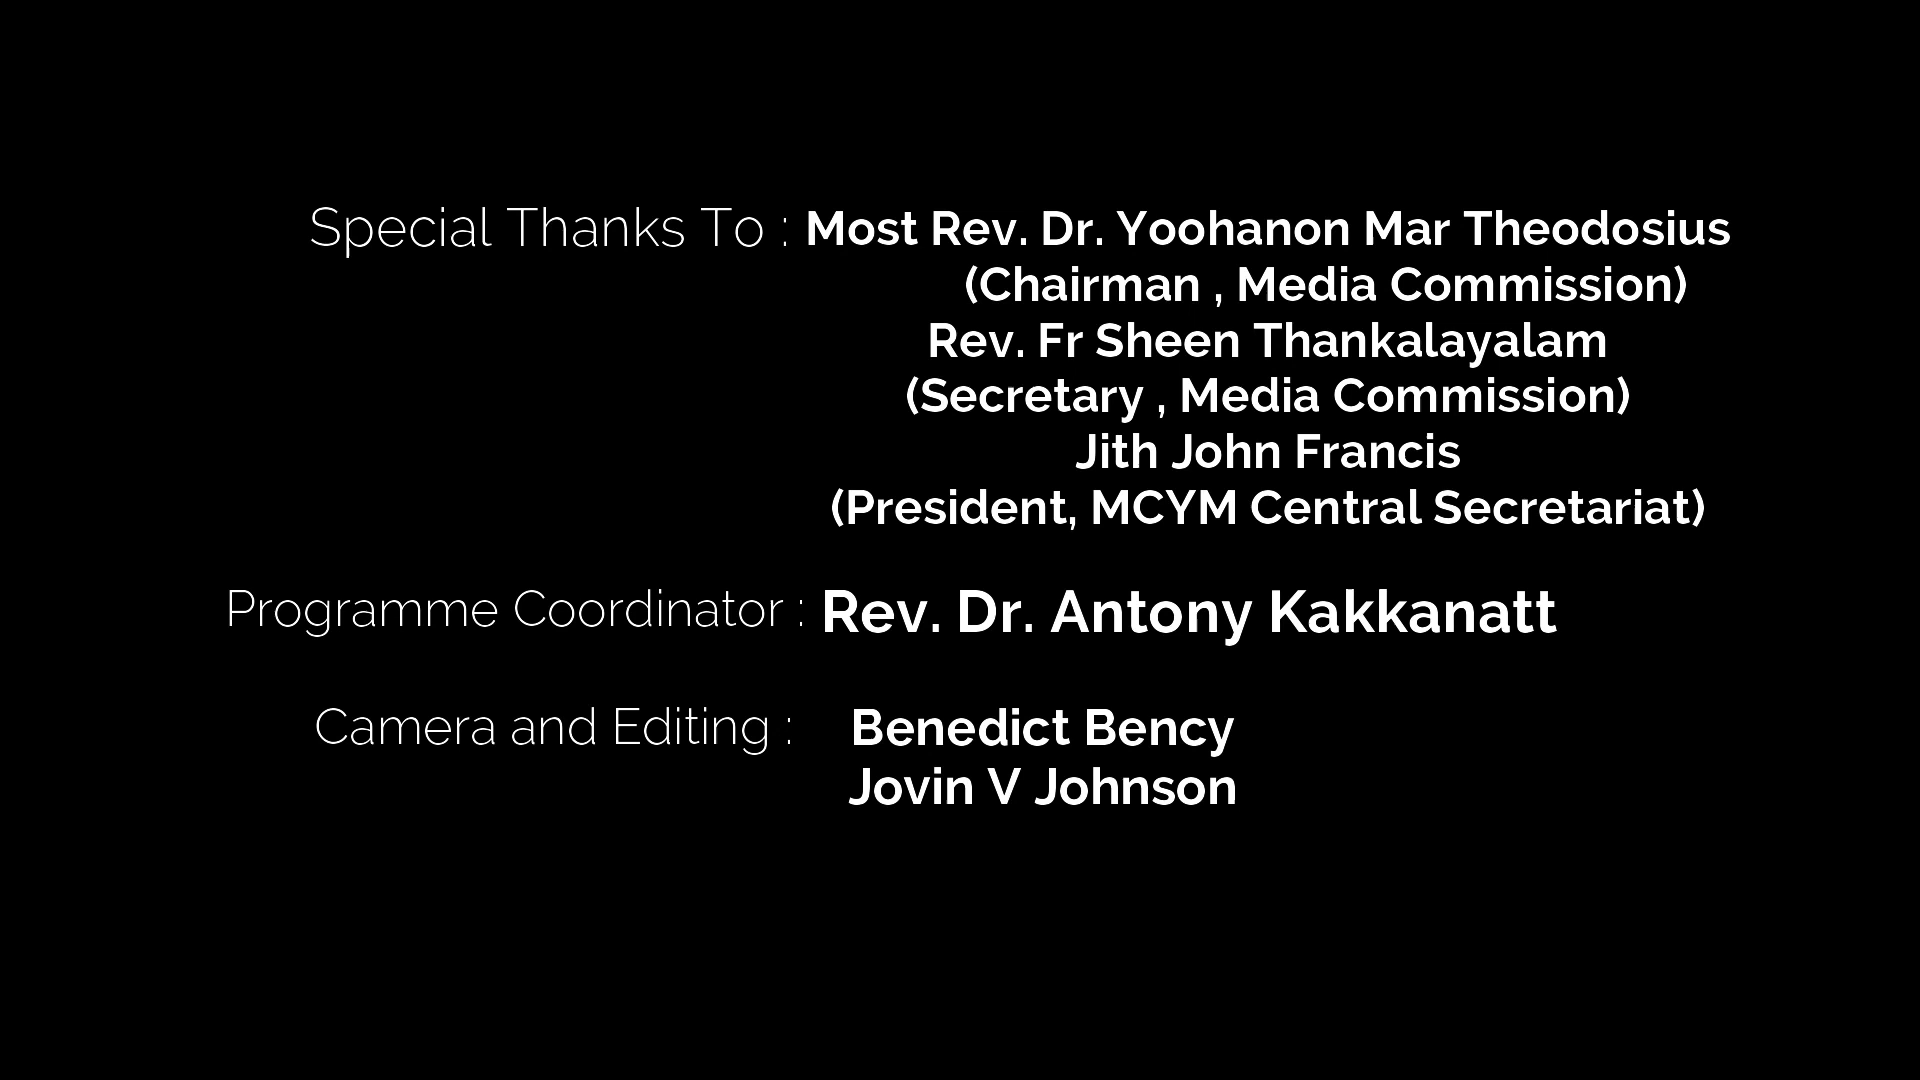 Special Thanks To : Most Rev. Dr. Yoohanon Mar Theodosius
(Chairman , Media Commission)
Rev. Fr Sheen Thankalayalam
(Secretary , Media Commission)
Jith John Francis
(President, MCYM Central Secretariat)
Programme Coordinator : Rev. Dr. Antony Kakkanatt
Camera and Editing : Benedict Bency
Jovin V Johnson